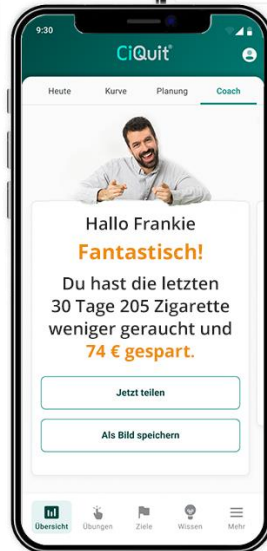 9:30
CiQuit®
Heute Kurve Planung Coach
Hallo Frankie
Fantastisch!
Du hast die letzten
30 Tage 205 Zigarette
weniger geraucht und
74 € gespart.
Jetzt teilen
Als Bild speichern
Übersicht Übungen Ziele Wissen Mehr